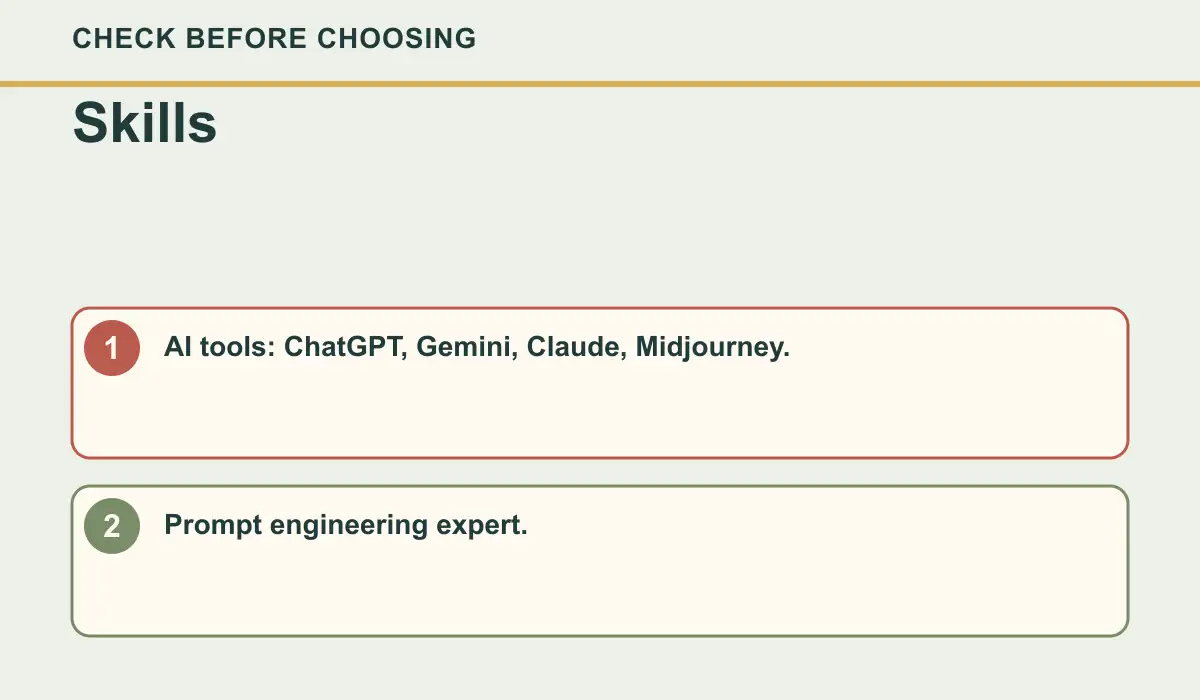 CHECK BEFORE CHOOSING
Skills
1 AI tools: ChatGPT, Gemini, Claude, Midjourney.
2 Prompt engineering expert.